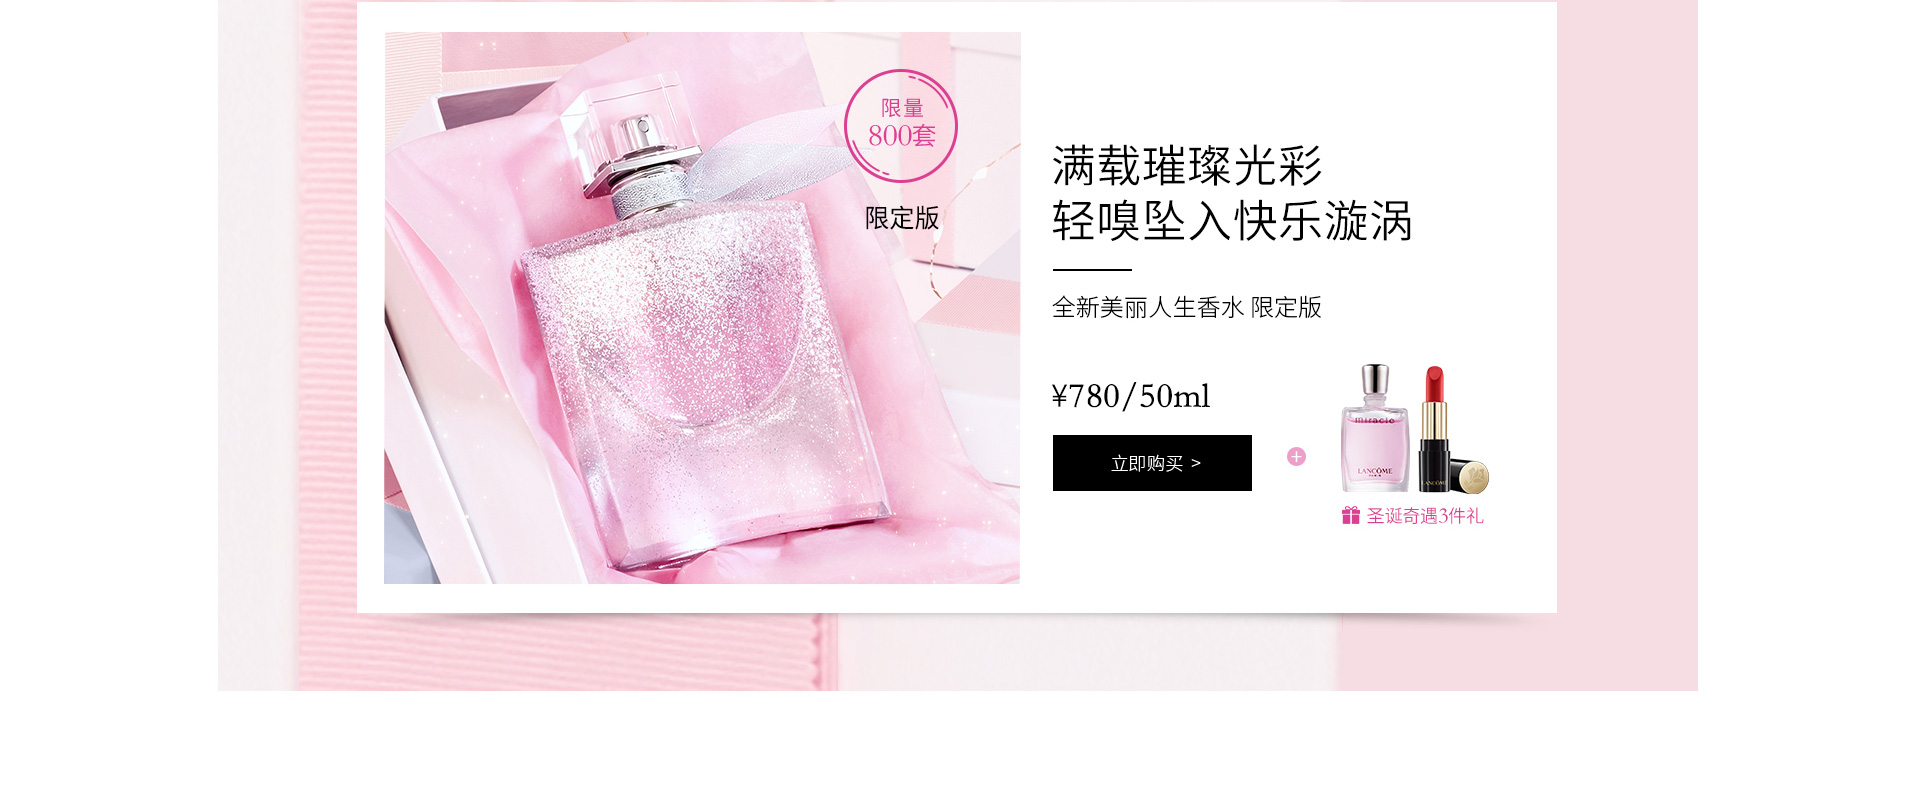 限量
800套
限定版
满载璀璨光彩
轻嗅坠入快乐漩涡
全新美丽人生香水 限定版
¥780/50ml
立即购买 >
+
miracle
LANCÔME
PARIS
LANCÔME
圣诞奇遇3件礼